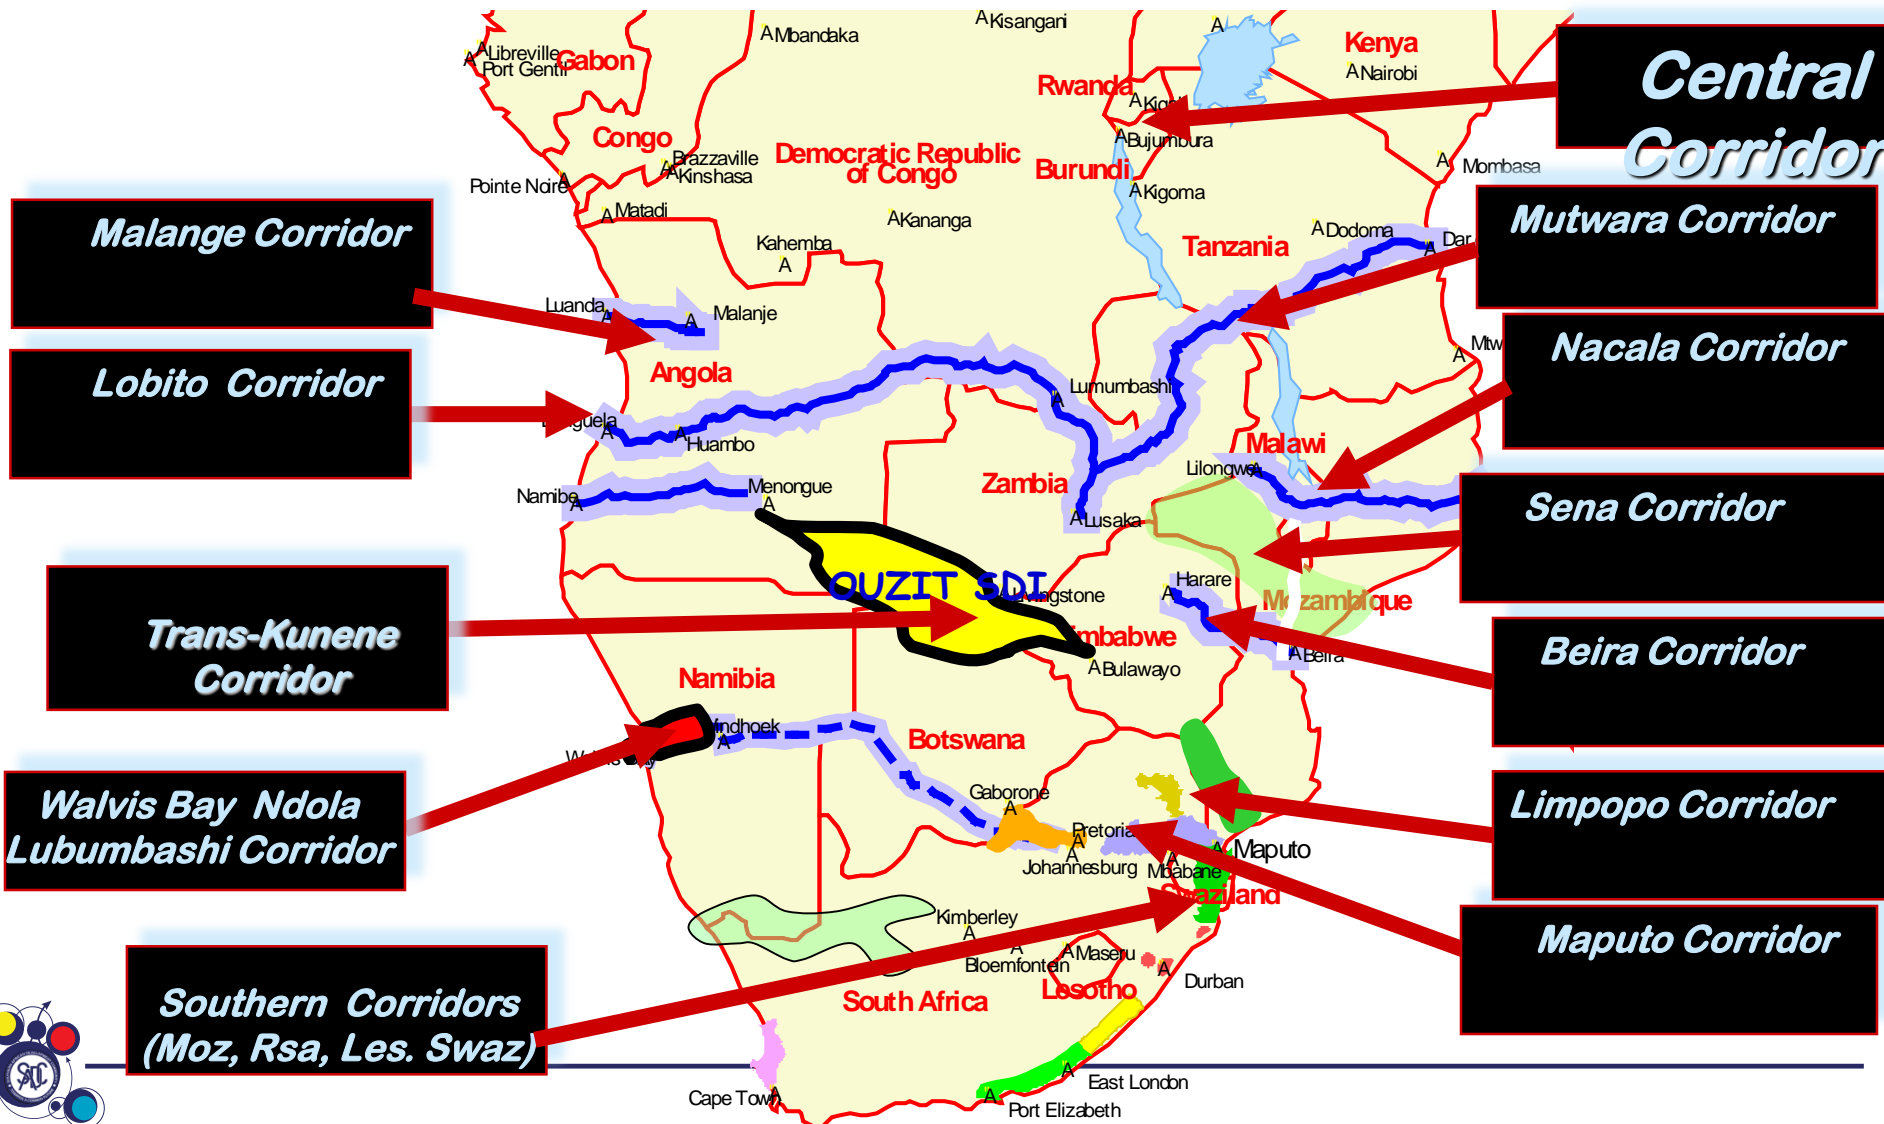 Kisangani
Mbandaka
Libreville
Port Gentil
Gabon
Kenya
Nairobi
Central
Corridor
Rwanda
Congo
Brazzaville
Kinshasa
Democratic Republic
of Congo
Bujumbura
Burundi
Mombasa
Pointe Noire
Matadi
Kananga
Kigoma
Malange Corridor
Mutwara Corridor
Kahemba
Tanzania
Dodoma
Dar
Luanda
Malanje
Nacala Corridor
Lobito Corridor
Angola
Lumumbashi
Huambo
Malawi
Lilongwe
Namibe
Menongue
Zambia
Lusaka
Sena Corridor
OUZIT SDI
Harare
Mozambique
Trans-Kunene
Corridor
Bulawayo
Beira
Beira Corridor
Namibia
Botswana
Walvis Bay Ndola
Lubumbashi Corridor
Gaborone
Limpopo Corridor
Pretoria
Johannesburg
Mbabane
Maputo
Swaziland
Maputo Corridor
Kimberley
Bloemfontein
Maseru
Lesotho
Durban
South Africa
Southern Corridors
(Moz, Rsa, Les. Swaz)
SADC
Cape Town
East London
Port Elizabeth